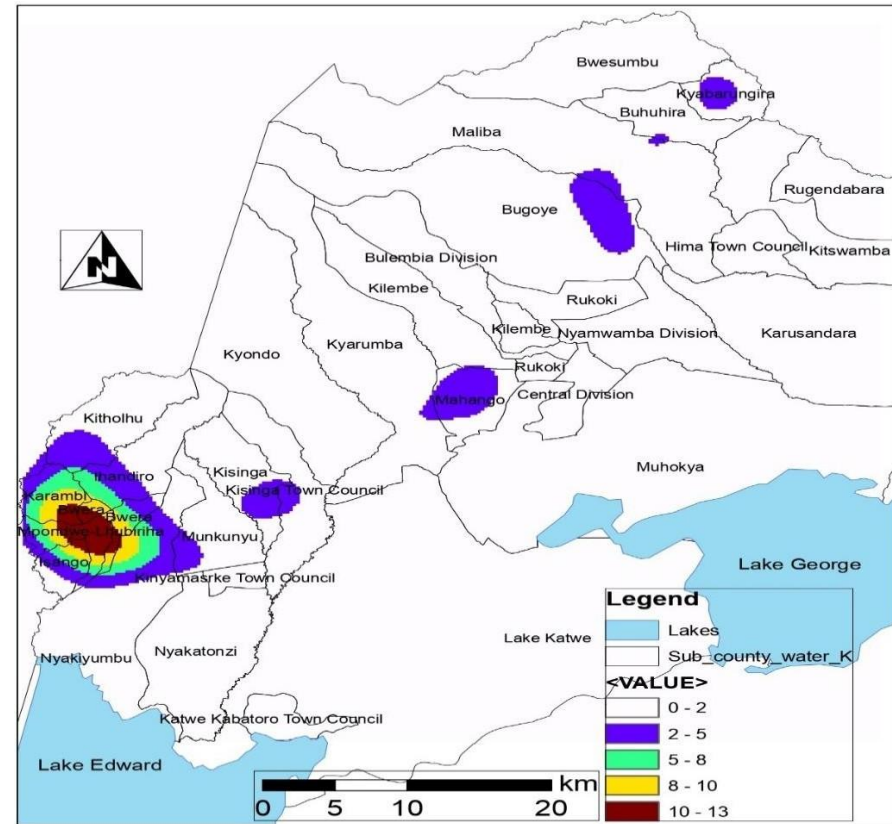 Bwesumbu
Kyabarungira
Buhuhira
Maliba
Rugendabara
Bugoye
Hima Town Council
Kitswamba
N
Bulembia Division
Kilembe
Rukoki
Kilembe
Nyamwamba Division
Karusandara
Kyondo
Kyarumba
Rukoki
Mahango
Central Division
Kitholhu
Muhokya
Ihandiro
Kisinga
Karambi
Kisinga Town Council
Bwera
Bwera
Mpondwe-Lhubiriha
Munkunyu
Isango
Kinyamasrke Town Council
Lake George
Legend
Lakes
Sub_county_water_K
<VALUE>
0 - 2
2 - 5
5 - 8
8 - 10
10 - 13
Lake Katwe
Nyakiyumbu
Nyakatonzi
Katwe Kabatoro Town Council
Lake Edward
km
0 5 10 20